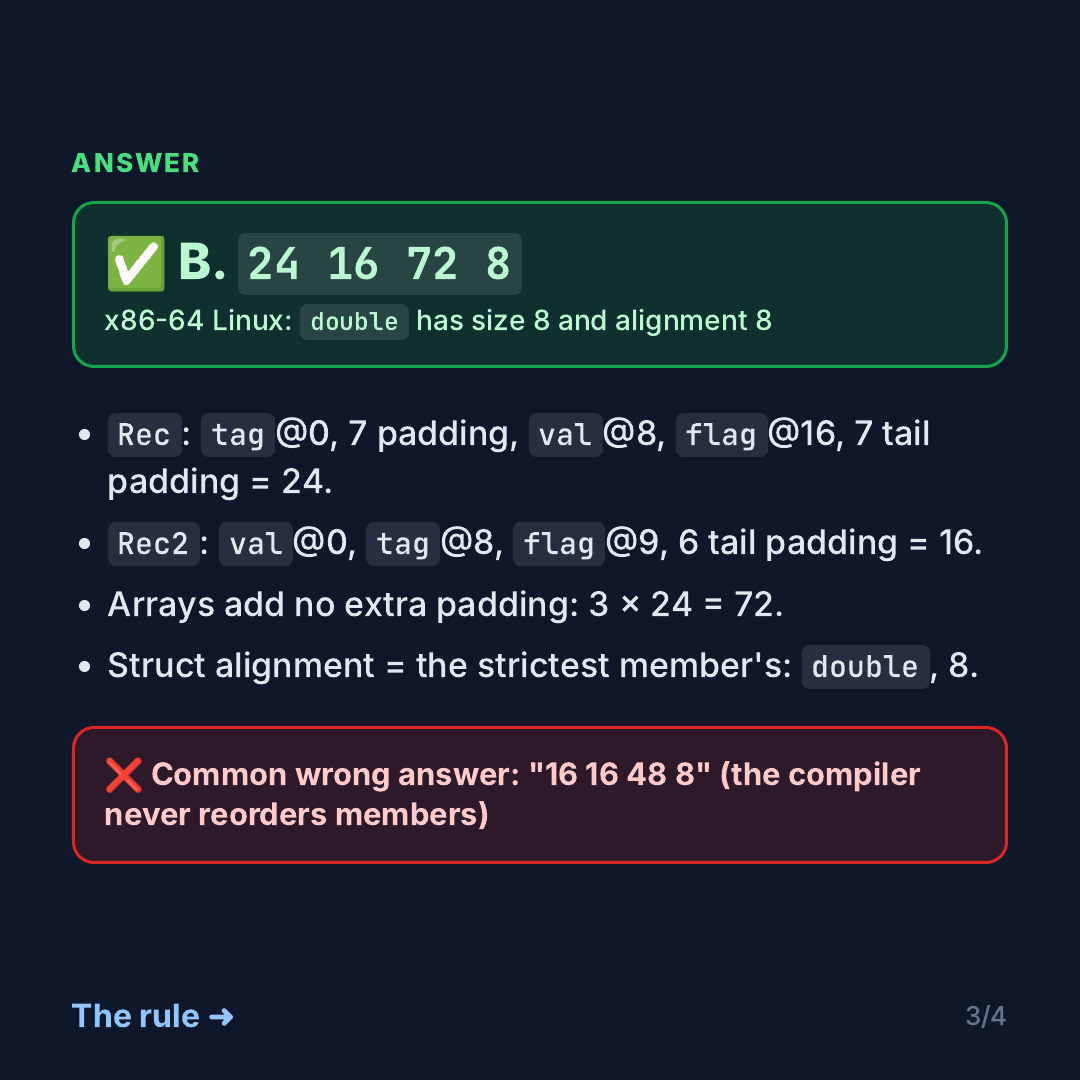 ANSWER
✅ B. 24 16 72 8
x86-64 Linux: double has size 8 and alignment 8
• Rec: tag@0, 7 padding, val@8, flag@16, 7 tail
padding = 24.
• Rec2: val@0, tag@8, flag@9, 6 tail padding = 16.
• Arrays add no extra padding: 3 × 24 = 72.
• Struct alignment = the strictest member's: double, 8.
❌ Common wrong answer: "16 16 48 8" (the compiler
never reorders members)
The rule ➜
3/4